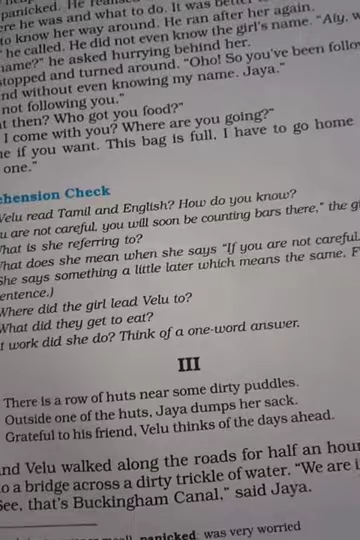 panicked. He
ere he was and what to do. It was
to know her way around. He ran after her again.
he called. He did not even know the girl's name. "Aiy,
name?" he asked hurrying behind her.
stopped and turned around. "Oho! So you've been
nd without even knowing my name. Jaya."
not following you."
t then? Who got you food?"
I come with you? Where are you going?"
e if you want. This bag is full, I have to go home
one."
hension Check
Velu read Tamil and English? How do you know?
u are not careful, you will soon be counting bars there," the
hat is she referring to?
What does she mean when she says "If you are not careful.
She says something a little later which means the same. F
entence.)
Where did the girl lead Velu to?
What did they get to eat?
t work did she do? Think of a one-word answer.
III
There is a row of huts near some dirty puddles.
Outside one of the huts, Jaya dumps her sack.
Grateful to his friend, Velu thinks of the days ahead.
and Velu walked along the roads for half an hour
o a bridge across a dirty trickle of water. "We are i
See, that's Buckingham Canal," said Jaya.
panicked: was very worried